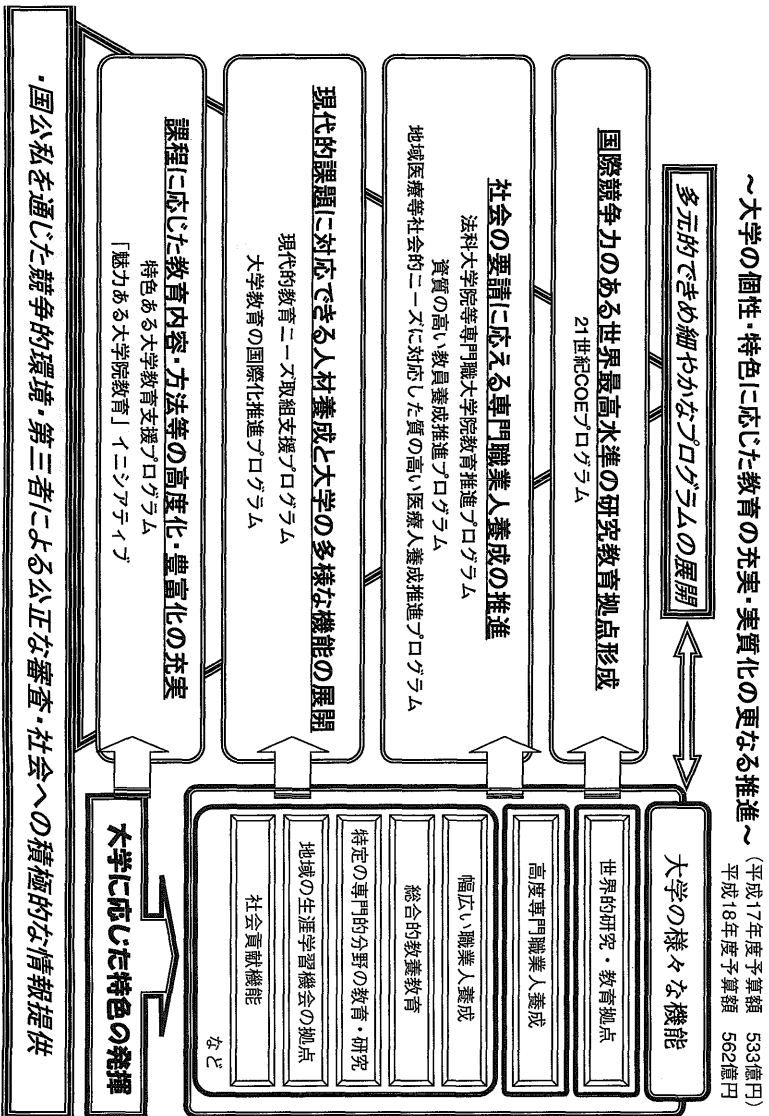 ～大学の個性・特色に応じた教育の充実・実質化の更なる推進～
（平成17年度予算額　533億円）
平成18年度予算額　562億円
多元的できめ細やかなプログラムの展開
国際競争力のある世界最高水準の研究教育拠点形成
21世紀COEプログラム
社会の要請に応える専門職業人養成の推進
法科大学院等専門職大学院教育推進プログラム
資質の高い教員養成推進プログラム
地域医療等社会的ニーズに対応した質の高い医療人養成推進プログラム
現代的課題に対応できる人材養成と大学の多様な機能の展開
現代的教育ニーズ取組支援プログラム
大学教育の国際化推進プログラム
課程に応じた教育内容・方法等の高度化・豊富化の充実
特色ある大学教育支援プログラム
「魅力ある大学院教育」イニシアティブ
大学の様々な機能
世界的研究・教育拠点
高度専門職業人養成
幅広い職業人養成
総合的教養教育
特定の専門的分野の教育・研究
地域の生涯学習機会の拠点
社会貢献機能
など
大学に応じた特色の発揮
・国公私を通じた競争的環境・第三者による公正な審査・社会への積極的な情報提供